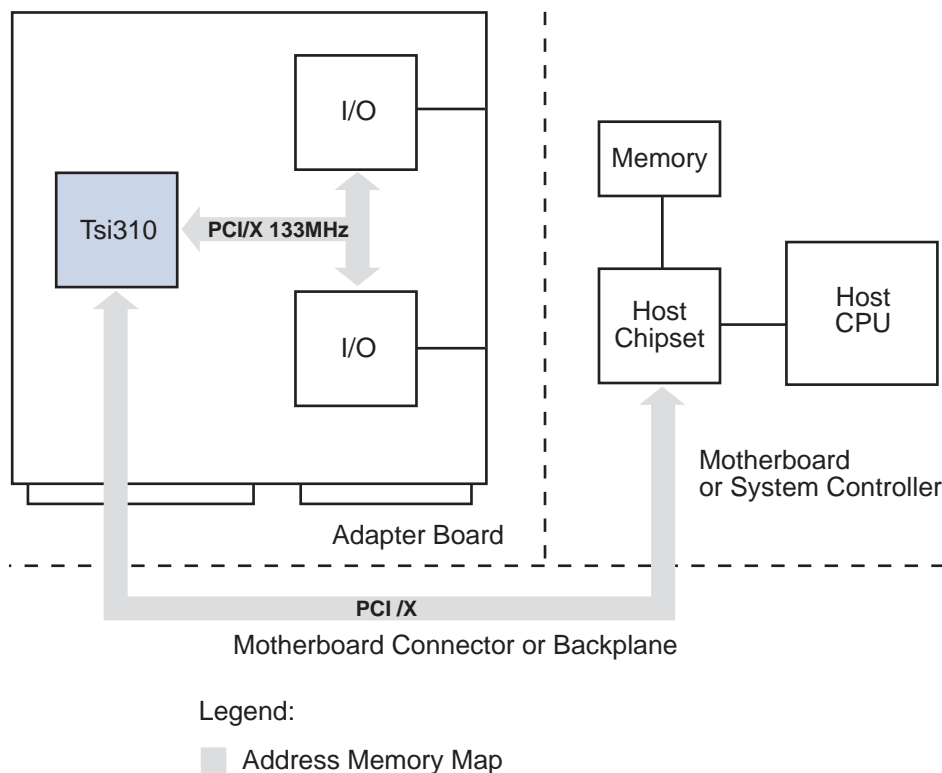 I/O
Tsi310
PCI/X 133MHz
I/O
Memory
Host
Chipset
Host
CPU
Motherboard
or System Controller
Adapter Board
PCI /X
Motherboard Connector or Backplane
Legend:
Address Memory Map